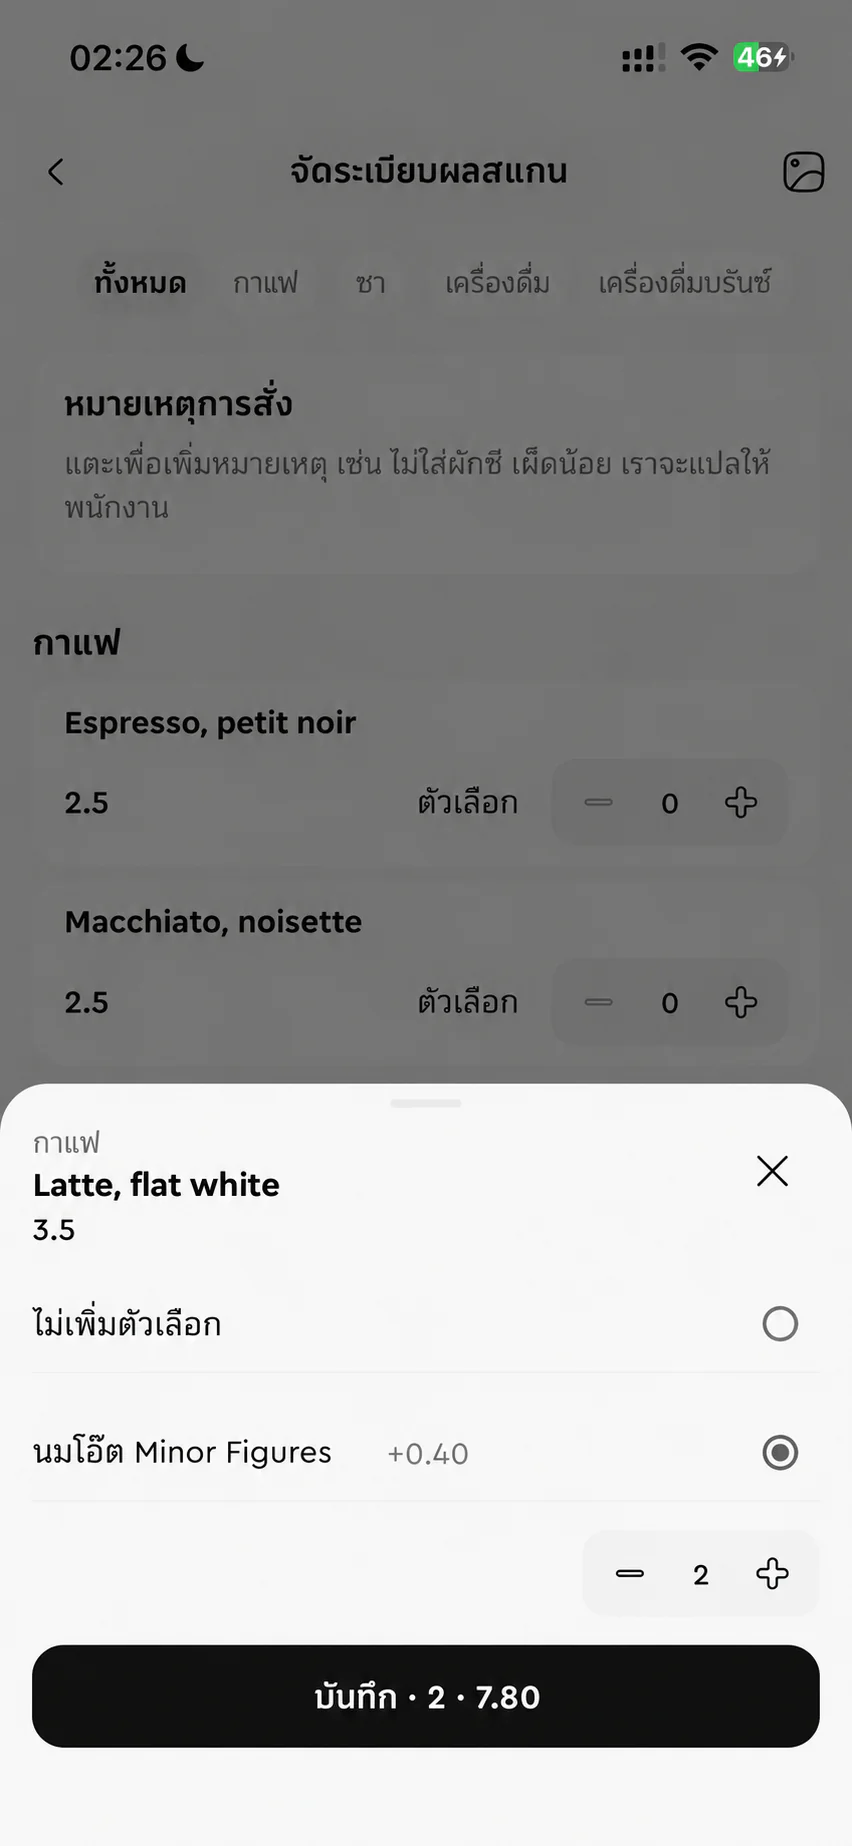 02:26
46
จัดระเบียบผลสแกน
ทั้งหมด กาแฟ ชา เครื่องดื่ม เครื่องดื่มบรันช์
หมายเหตุการสั่ง
แตะเพื่อเพิ่มหมายเหตุ เช่น ไม่ใส่ผักชี เผ็ดน้อย เราจะแปลให้
พนักงาน
กาแฟ
Espresso, petit noir
2.5 ตัวเลือก 0
Macchiato, noisette
2.5 ตัวเลือก 0
กาแฟ
Latte, flat white
3.5
ไม่เพิ่มตัวเลือก
นมโอ๊ต Minor Figures +0.40
2
บันทึก · 2 · 7.80